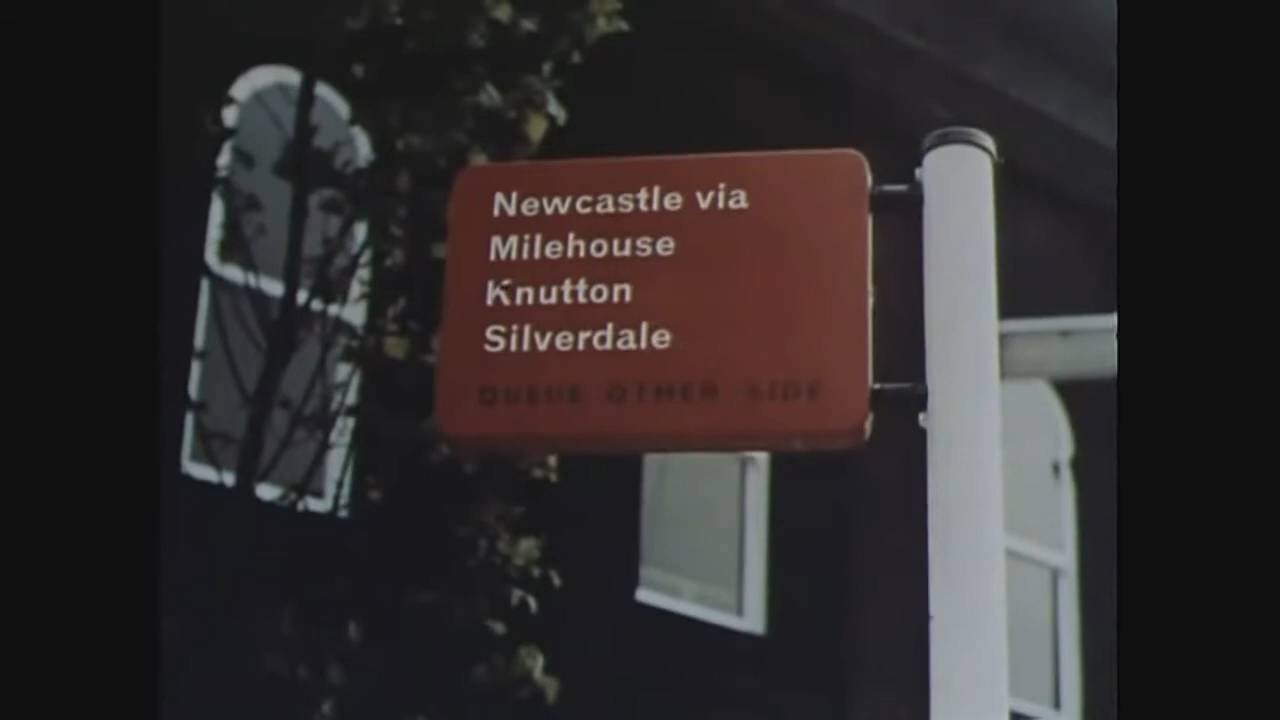 Newcastle via
Milehouse
Knutton
Silverdale
QUEUE OTHER SIDE